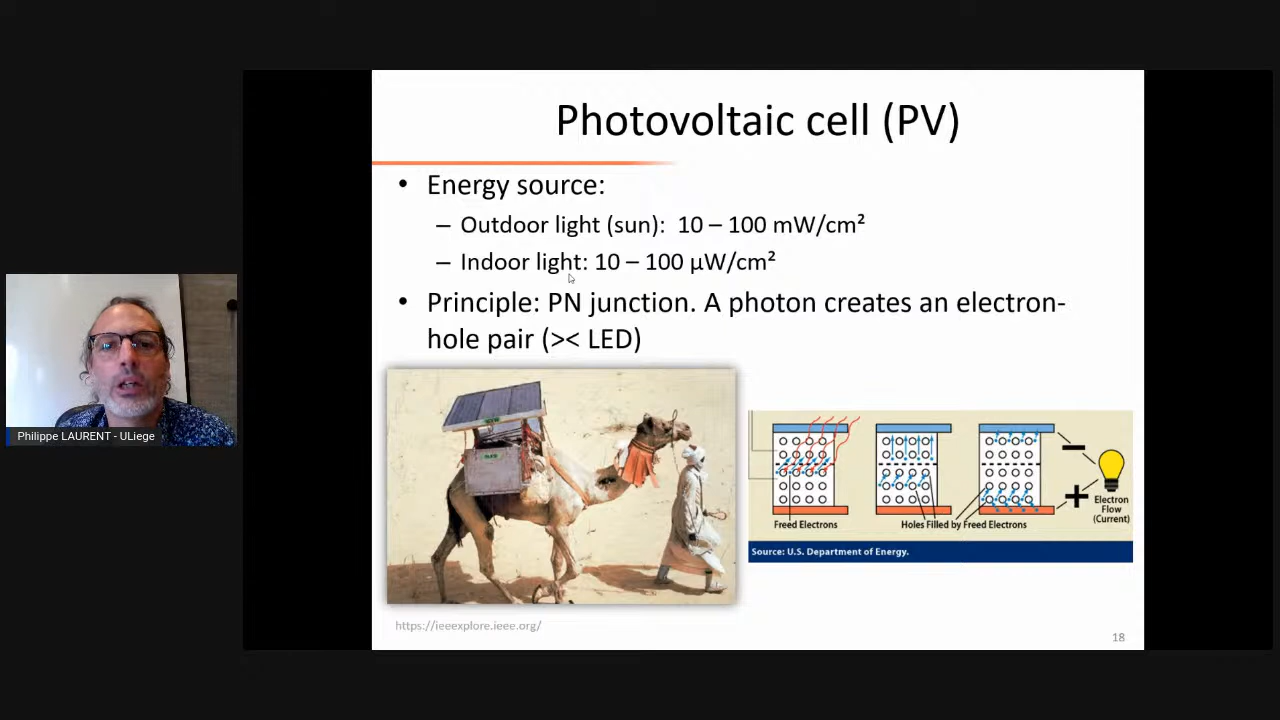 Photovoltaic cell (PV)
• Energy source:
– Outdoor light (sun): 10 – 100 mW/cm²
– Indoor light: 10 – 100 µW/cm²
• Principle: PN junction. A photon creates an electron-
hole pair (>< LED)
Philippe LAURENT - ULiege
Freed Electrons
Holes Filled by Freed Electrons
Electron
Flow
(Current)
Source: U.S. Department of Energy.
https://ieeexplore.ieee.org/
18